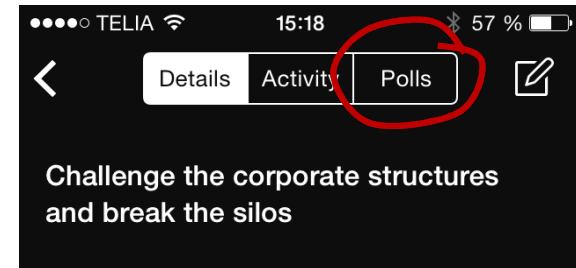 TELIA 15:18 57 %
Details Activity Polls
Challenge the corporate structures
and break the silos